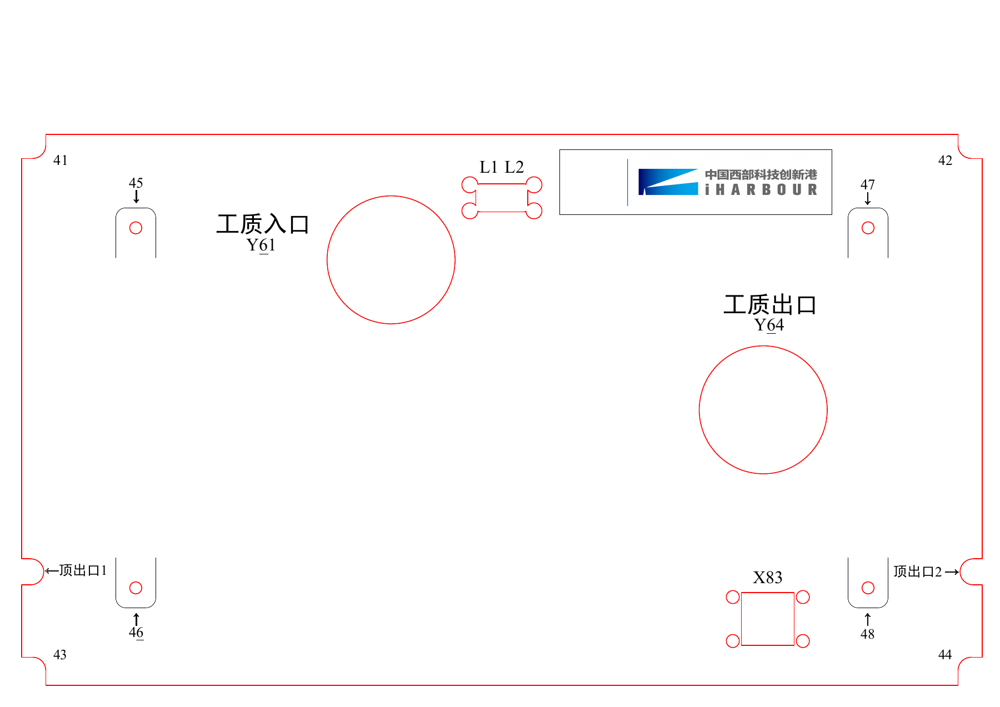 41
42
L1 L2
中国西部科技创新港
iHARBOUR
45
47
工质入口
Y61
工质出口
Y64
←顶出口1
顶出口2→
X83
46
48
43
44